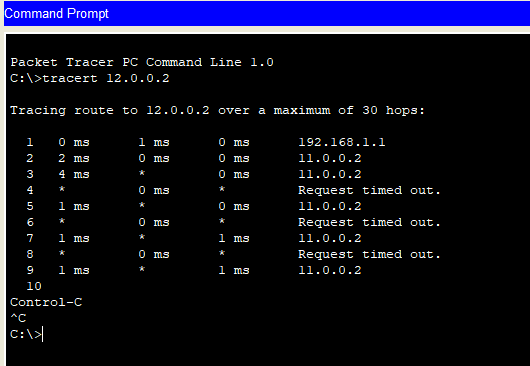 Command Prompt
Packet Tracer PC Command Line 1.0
C:\>tracert 12.0.0.2
Tracing route to 12.0.0.2 over a maximum of 30 hops:
1 0 ms 1 ms 0 ms 192.168.1.1
2 2 ms 0 ms 0 ms 11.0.0.2
3 4 ms * 0 ms 11.0.0.2
4 * 0 ms * Request timed out.
5 1 ms * 0 ms 11.0.0.2
6 * 0 ms * Request timed out.
7 1 ms * 1 ms 11.0.0.2
8 * 0 ms * Request timed out.
9 1 ms * 1 ms 11.0.0.2
10
Control-C
^C
C:\>